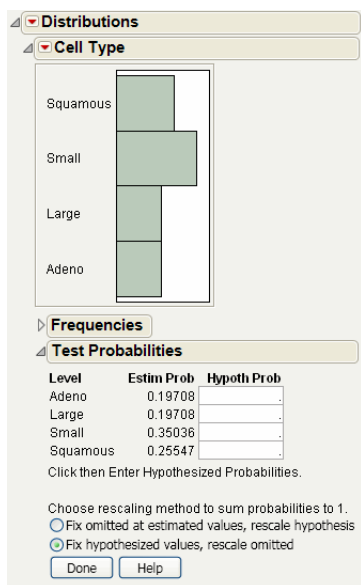 Distributions
Cell Type
Squamous
Small
Large
Adeno
Frequencies
Test Probabilities
Level Estim Prob Hypoth Prob
Adeno 0.19708 .
Large 0.19708 .
Small 0.35036 .
Squamous 0.25547 .
Click then Enter Hypothesized Probabilities.
Choose rescaling method to sum probabilities to 1.
Fix omitted at estimated values, rescale hypothesis
Fix hypothesized values, rescale omitted
Done Help